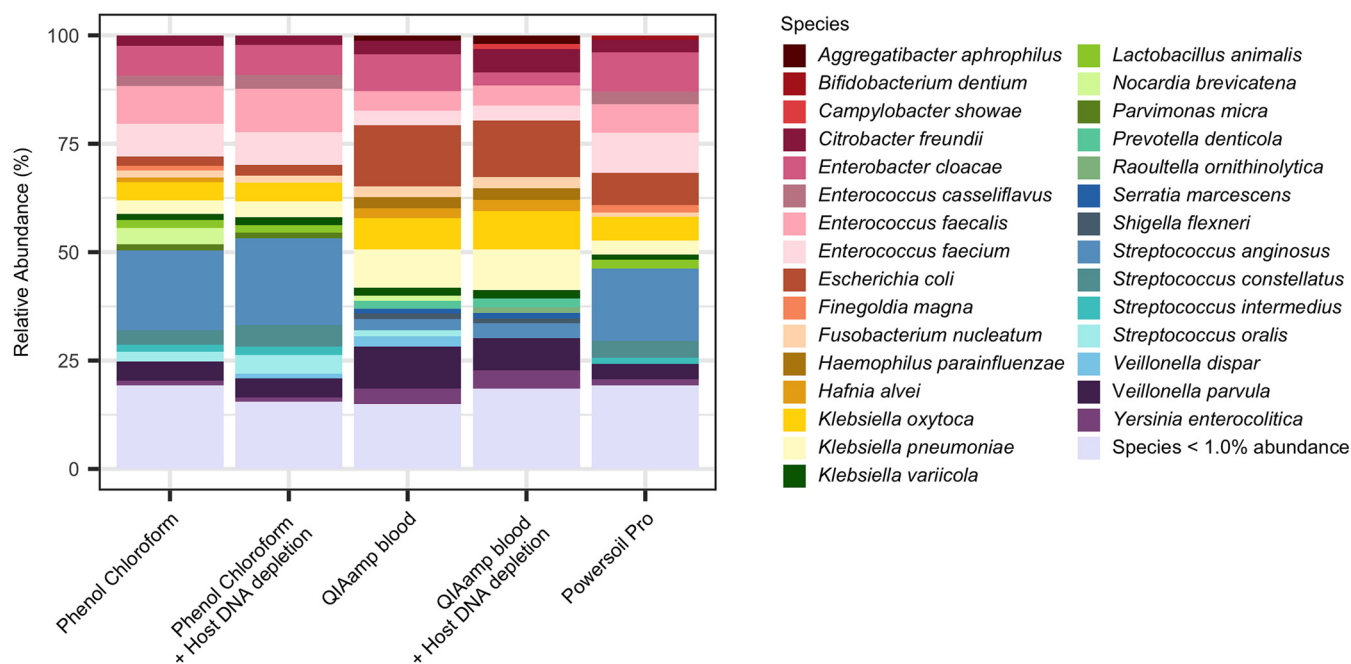 Relative Abundance (%)
100
75
50
25
0
Phenol Chloroform
Phenol Chloroform
+ Host DNA depletion
QIAamp blood
QIAamp blood
+ Host DNA depletion
Powersoil Pro
Species
Aggregatibacter aphrophilus
Bifidobacterium dentium
Campylobacter showae
Citrobacter freundii
Enterobacter cloacae
Enterococcus casseliflavus
Enterococcus faecalis
Enterococcus faecium
Escherichia coli
Finegoldia magna
Fusobacterium nucleatum
Haemophilus parainfluenzae
Hafnia alvei
Klebsiella oxytoca
Klebsiella pneumoniae
Klebsiella variicola
Lactobacillus animalis
Nocardia brevicatena
Parvimonas micra
Prevotella denticola
Raoultella ornithinolytica
Serratia marcescens
Shigella flexneri
Streptococcus anginosus
Streptococcus constellatus
Streptococcus intermedius
Streptococcus oralis
Veillonella dispar
Veillonella parvula
Yersinia enterocolitica
Species < 1.0% abundance